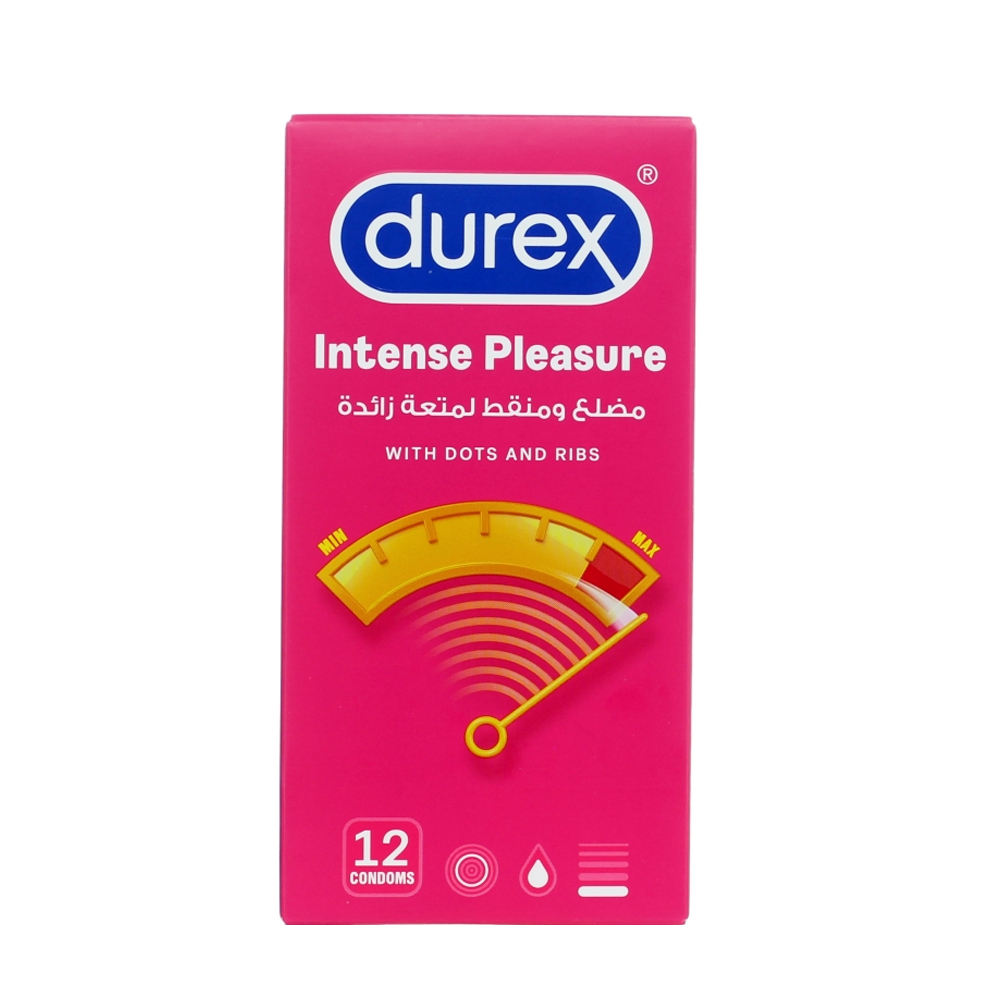 durex®
Intense Pleasure
مضلع ومنقط لمتعة زائدة
WITH DOTS AND RIBS
MIN
MAX
12
CONDOMS